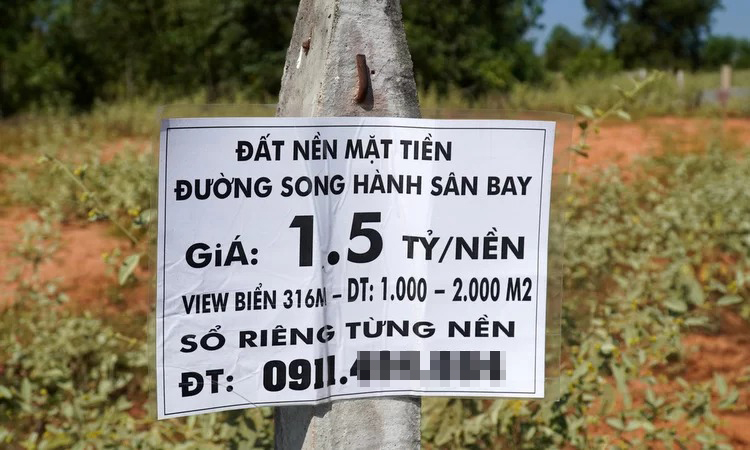 ĐẤT NỀN MẶT TIỀN
ĐƯỜNG SONG HÀNH SÂN BAY
GIÁ: 1.5 TỶ/NỀN
VIEW BIỂN 316M – DT: 1.000 – 2.000 M2
SỔ RIÊNG TỪNG NỀN
ĐT: 0911.